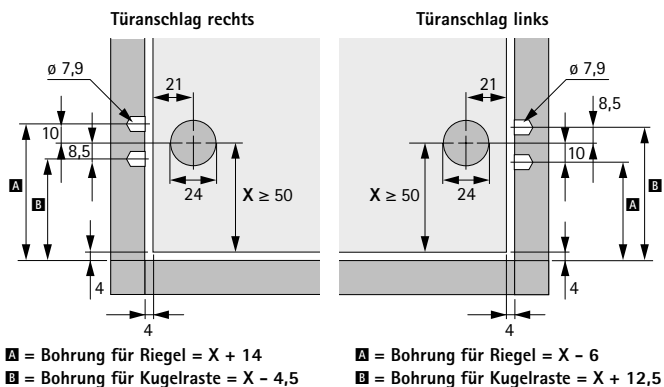 Türanschlag rechts
Türanschlag links
ø 7,9
21
10
8,5
A
B
24
X ≥ 50
4
4
21
ø 7,9
8,5
10
X ≥ 50
24
A
B
4
4
A = Bohrung für Riegel = X + 14
B = Bohrung für Kugelraste = X – 4,5
A = Bohrung für Riegel = X – 6
B = Bohrung für Kugelraste = X + 12,5